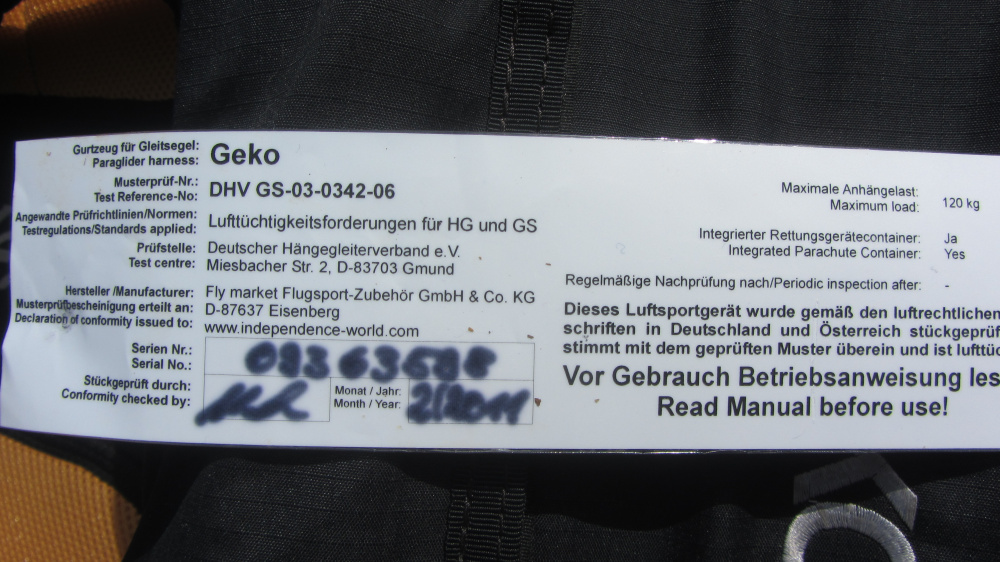 Gurtzeug für Gleitsegel:
Paraglider harness: Geko
Musterprüf-Nr.:
Test Reference-No: DHV GS-03-0342-06
Angewandte Prüfrichtlinien/Normen:
Testregulations/Standards applied: Lufttüchtigkeitsforderungen für HG und GS
Prüfstelle: Deutscher Hängegleiterverband e.V.
Test centre: Miesbacher Str. 2, D-83703 Gmund
Hersteller /Manufacturer: Fly market Flugsport-Zubehör GmbH & Co. KG
Musterprüfbescheinigung erteilt an: D-87637 Eisenberg
Declaration of conformity issued to: www.independence-world.com
Serien Nr.:
Serial No.:
Stückgeprüft durch: Monat / Jahr:
Conformity checked by: Month / Year: 2/2011
Maximale Anhängelast:
Maximum load: 120 kg
Integrierter Rettungsgerätecontainer: Ja
Integrated Parachute Container: Yes
Regelmäßige Nachprüfung nach/Periodic inspection after: -
Dieses Luftsportgerät wurde gemäß den luftrechtlichen
schriften in Deutschland und Österreich stückgeprüf
stimmt mit dem geprüften Muster überein und ist lufttüc
Vor Gebrauch Betriebsanweisung les
Read Manual before use!